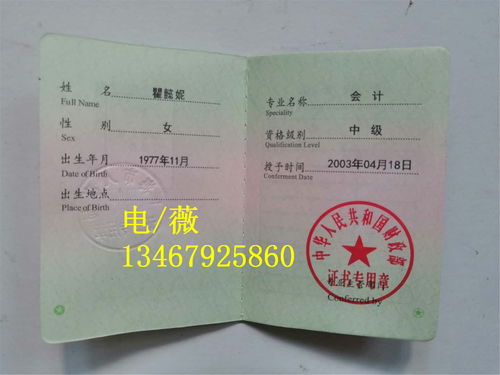 姓 名 瞿毓妮
Full Name
性 别 女
Sex
出生年月 1977年11月
Date of Birth
出生地点
Place of Birth
专业名称 会计
Speciality
资格级别 中级
Qualification Level
授予时间 2003年04月18日
Conferment Date
中华人民共和国财政部
证书专用章
Conferred by
电/薇
13467925860